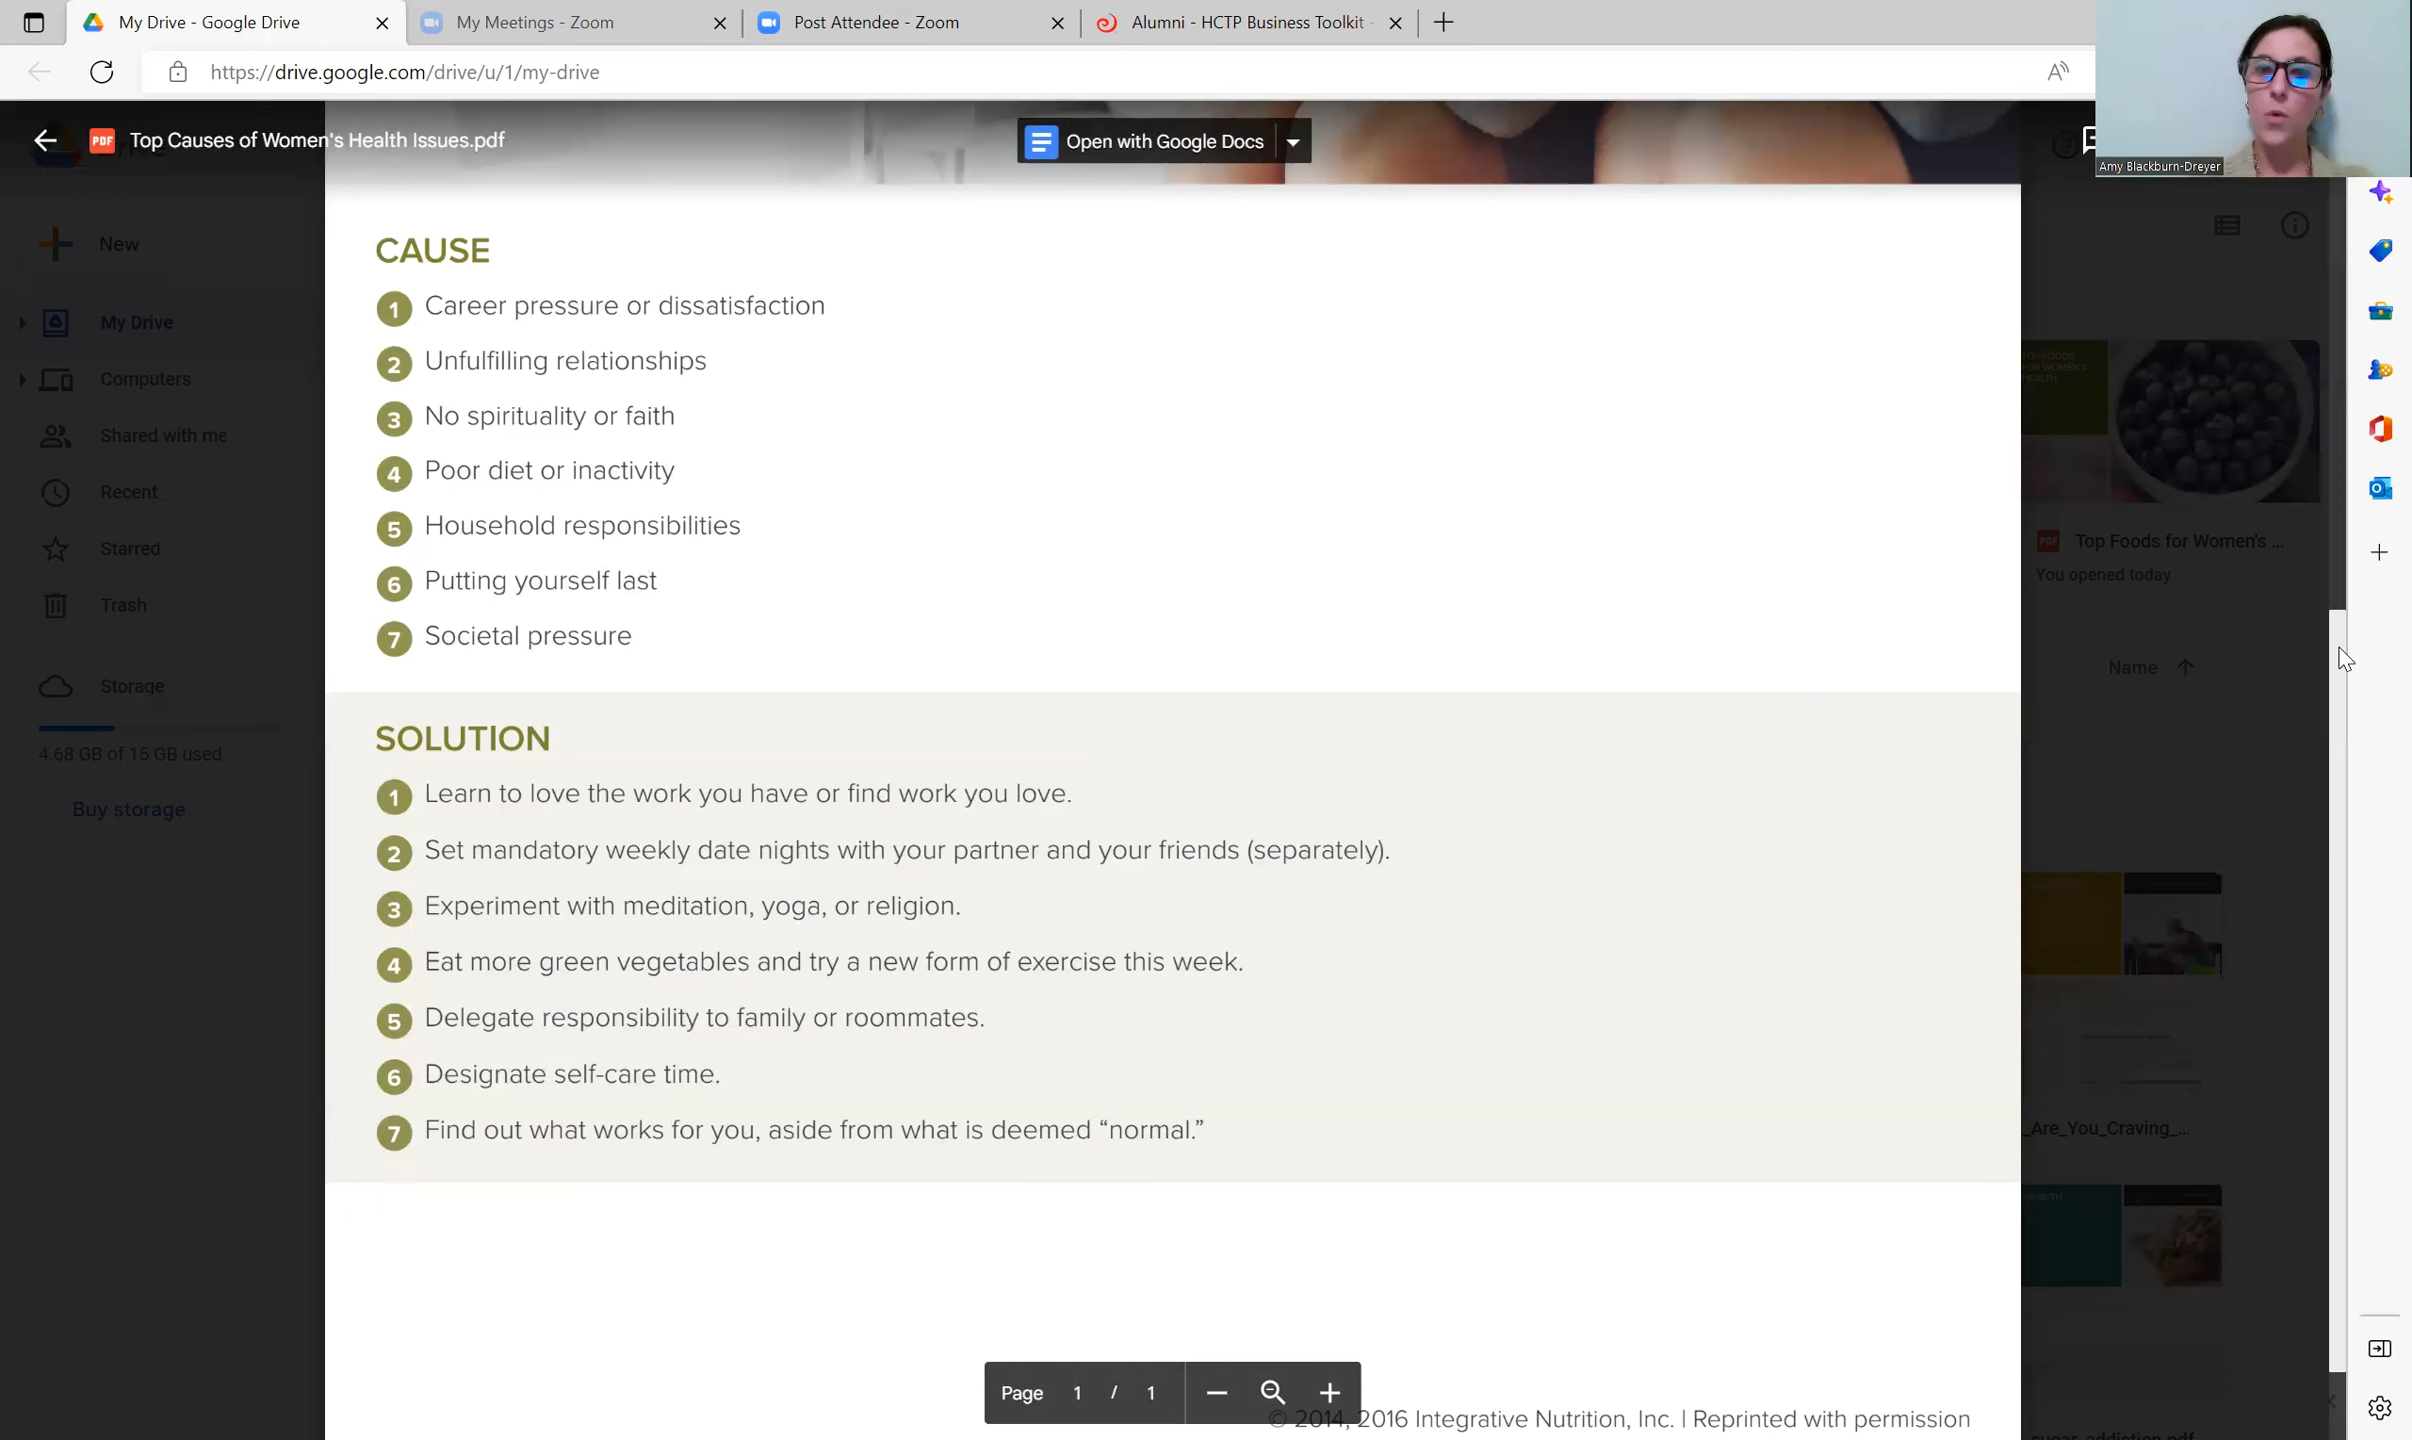 My Drive - Google Drive
My Meetings - Zoom
Post Attendee - Zoom
Alumni - HCTP Business Toolkit -
https://drive.google.com/drive/u/1/my-drive
Amy Blackburn-Dreyer
PDF
Top Causes of Women's Health Issues.pdf
Open with Google Docs
New
My Drive
Computers
Shared with me
Recent
Starred
Trash
Storage
4.68 GB of 15 GB used
Buy storage
CAUSE
1 Career pressure or dissatisfaction
2 Unfulfilling relationships
3 No spirituality or faith
4 Poor diet or inactivity
5 Household responsibilities
6 Putting yourself last
7 Societal pressure
SOLUTION
1 Learn to love the work you have or find work you love.
2 Set mandatory weekly date nights with your partner and your friends (separately).
3 Experiment with meditation, yoga, or religion.
4 Eat more green vegetables and try a new form of exercise this week.
5 Delegate responsibility to family or roommates.
6 Designate self-care time.
7 Find out what works for you, aside from what is deemed “normal.”
Page 1 / 1
© 2014, 2016 Integrative Nutrition, Inc. | Reprinted with permission
FOR WOMEN'S
HEALTH
PDF
Top Foods for Women's ...
You opened today
Name
_Are_You_Craving_...